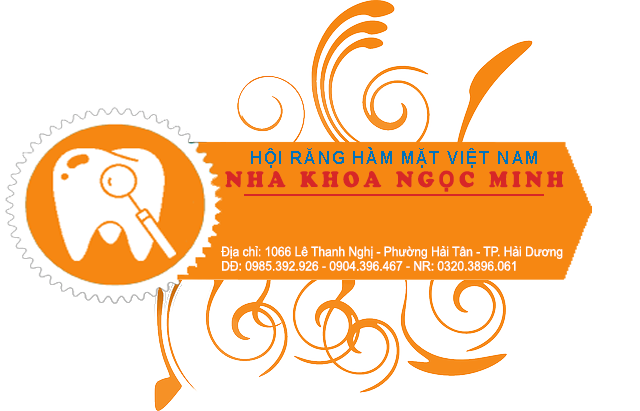 HỘI RĂNG HÀM MẶT VIỆT NAM
NHA KHOA NGỌC MINH
Địa chỉ: 1066 Lê Thanh Nghị - Phường Hải Tân - TP. Hải Dương
DĐ: 0985.392.926 - 0904.396.467 - NR: 0320.3896.061